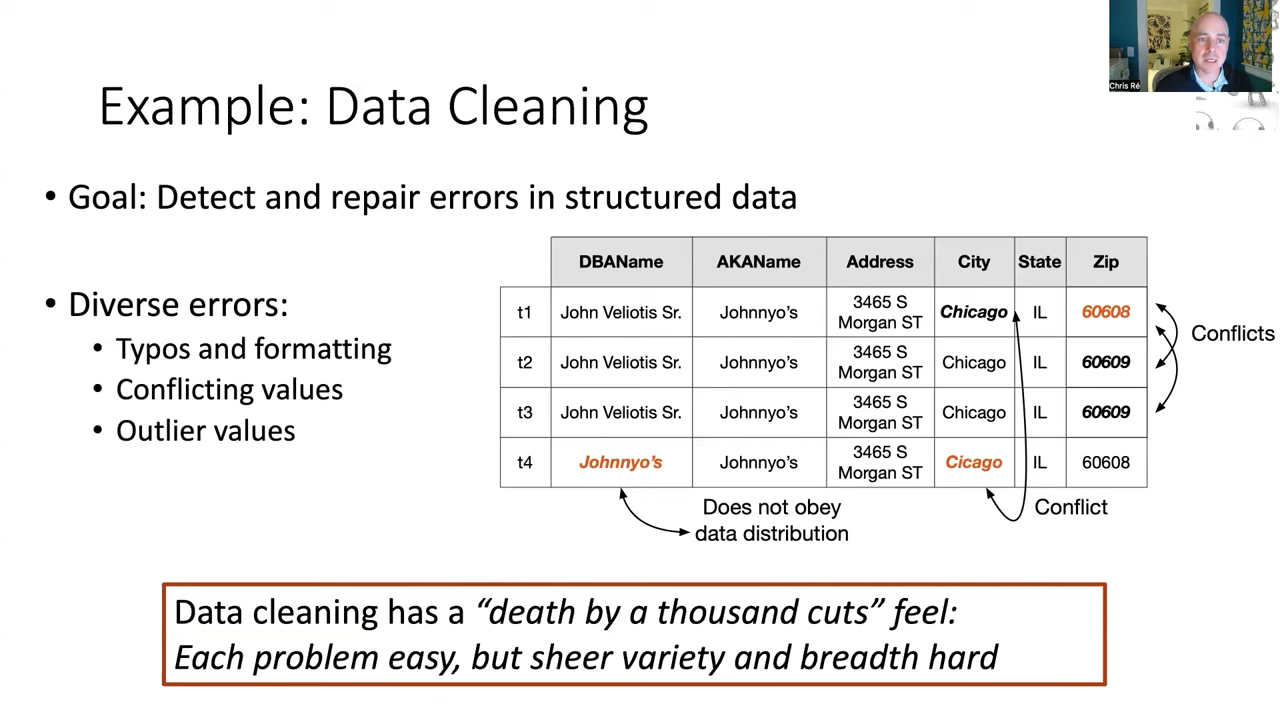 Chris Ré
Example: Data Cleaning
• Goal: Detect and repair errors in structured data
• Diverse errors:
• Typos and formatting
• Conflicting values
• Outlier values
DBAName AKAName Address City State Zip
t1 John Veliotis Sr. Johnnyo's 3465 S Morgan ST Chicago IL 60608
t2 John Veliotis Sr. Johnnyo's 3465 S Morgan ST Chicago IL 60609
t3 John Veliotis Sr. Johnnyo's 3465 S Morgan ST Chicago IL 60609
t4 Johnnyo's Johnnyo's 3465 S Morgan ST Cicago IL 60608
Conflicts
Does not obey
data distribution
Conflict
Data cleaning has a “death by a thousand cuts” feel:
Each problem easy, but sheer variety and breadth hard